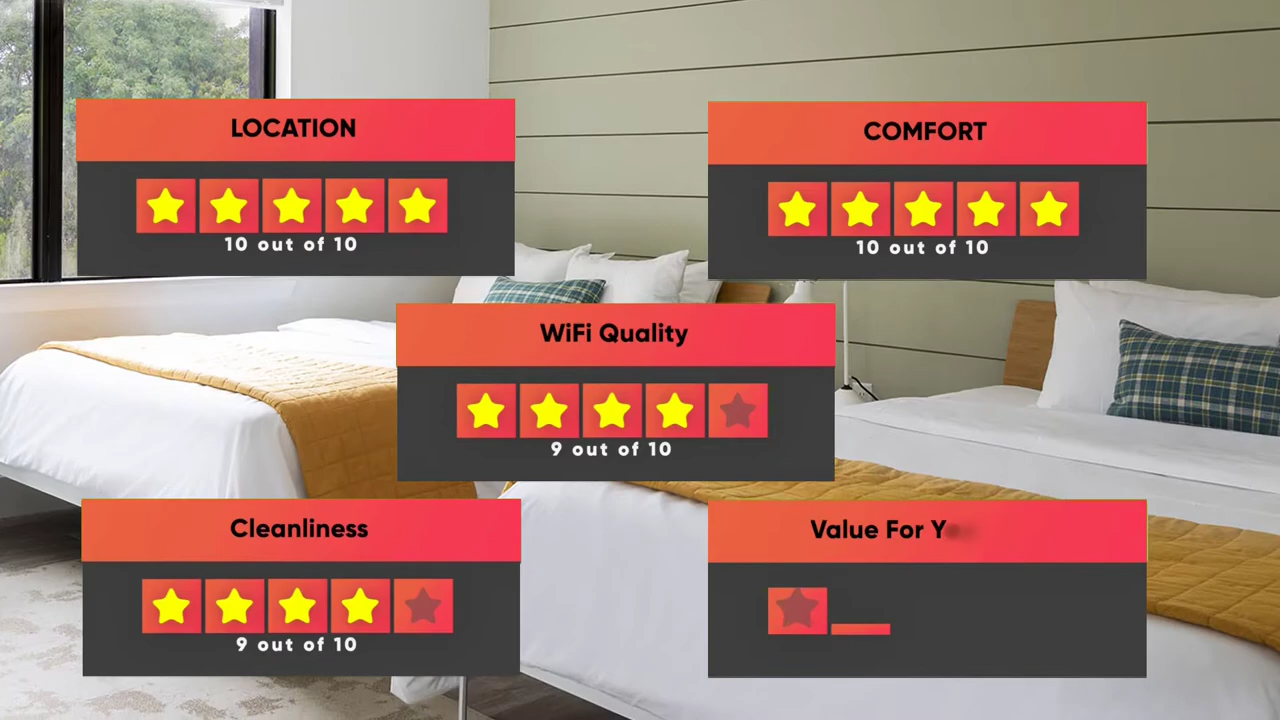 LOCATION
10 out of 10
COMFORT
10 out of 10
WiFi Quality
9 out of 10
Cleanliness
9 out of 10
Value For Y